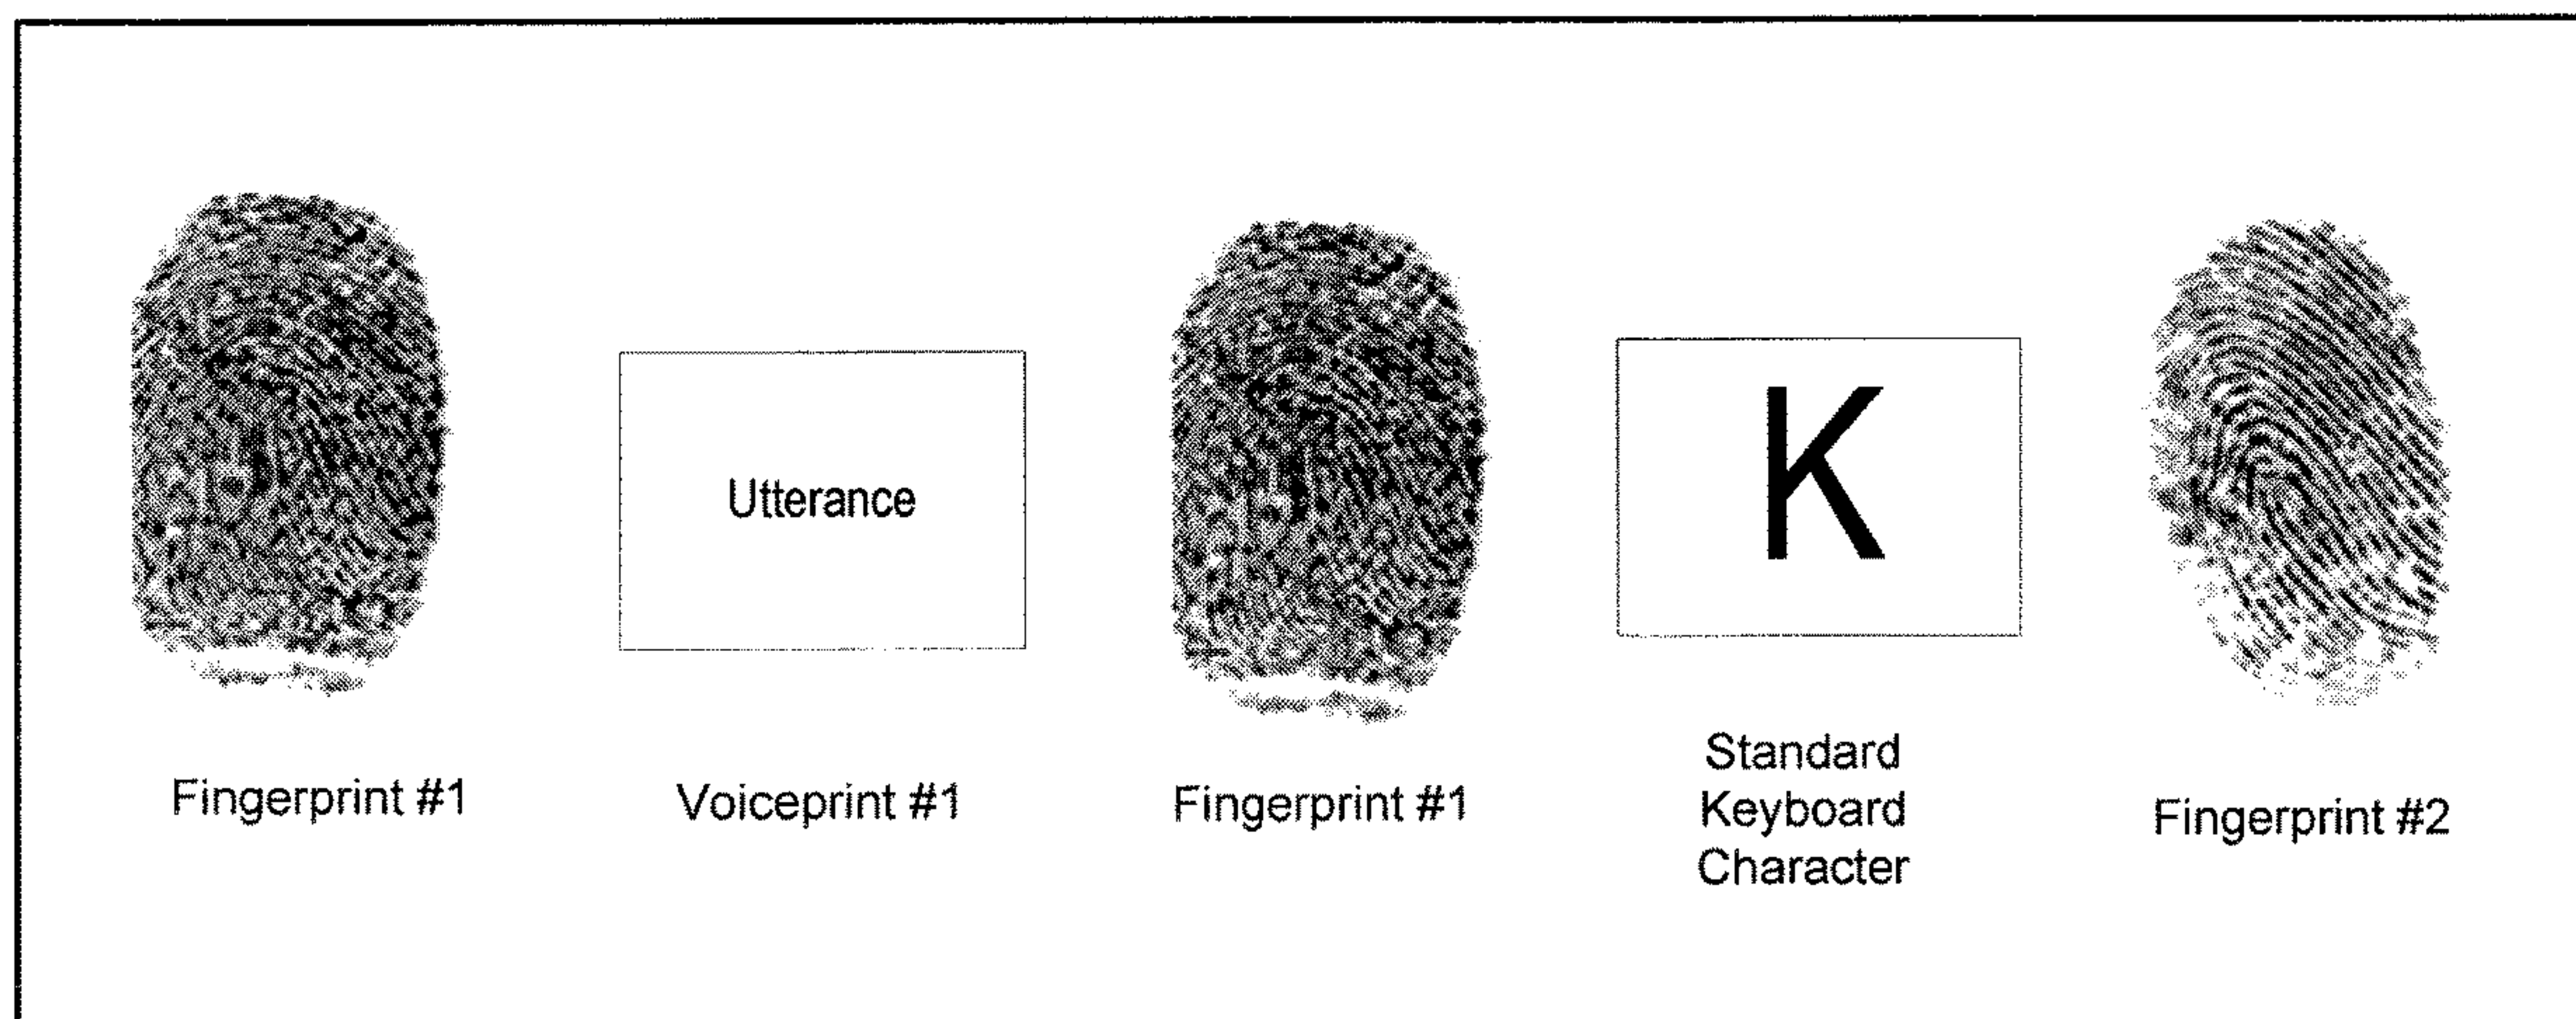 Utterance
K
Fingerprint #1
Voiceprint #1
Fingerprint #1
Standard
Keyboard
Character
Fingerprint #2